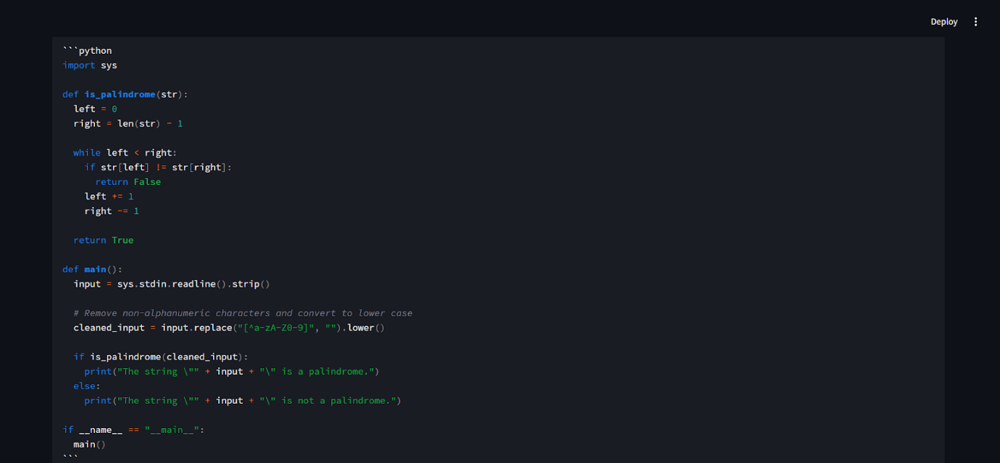 Deploy
```python
import sys
def is_palindrome(str):
left = 0
right = len(str) - 1
while left < right:
if str[left] != str[right]:
return False
left += 1
right -= 1
return True
def main():
input = sys.stdin.readline().strip()
# Remove non-alphanumeric characters and convert to lower case
cleaned_input = input.replace("[^a-zA-Z0-9]", "").lower()
if is_palindrome(cleaned_input):
print("The string \"" + input + "\" is a palindrome.")
else:
print("The string \"" + input + "\" is not a palindrome.")
if __name__ == "__main__":
main()
```